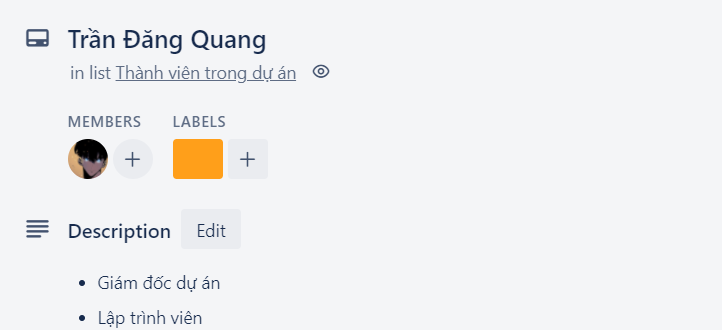 Trần Đăng Quang
in list Thành viên trong dự án
MEMBERS LABELS
Description Edit
Giám đốc dự án
Lập trình viên